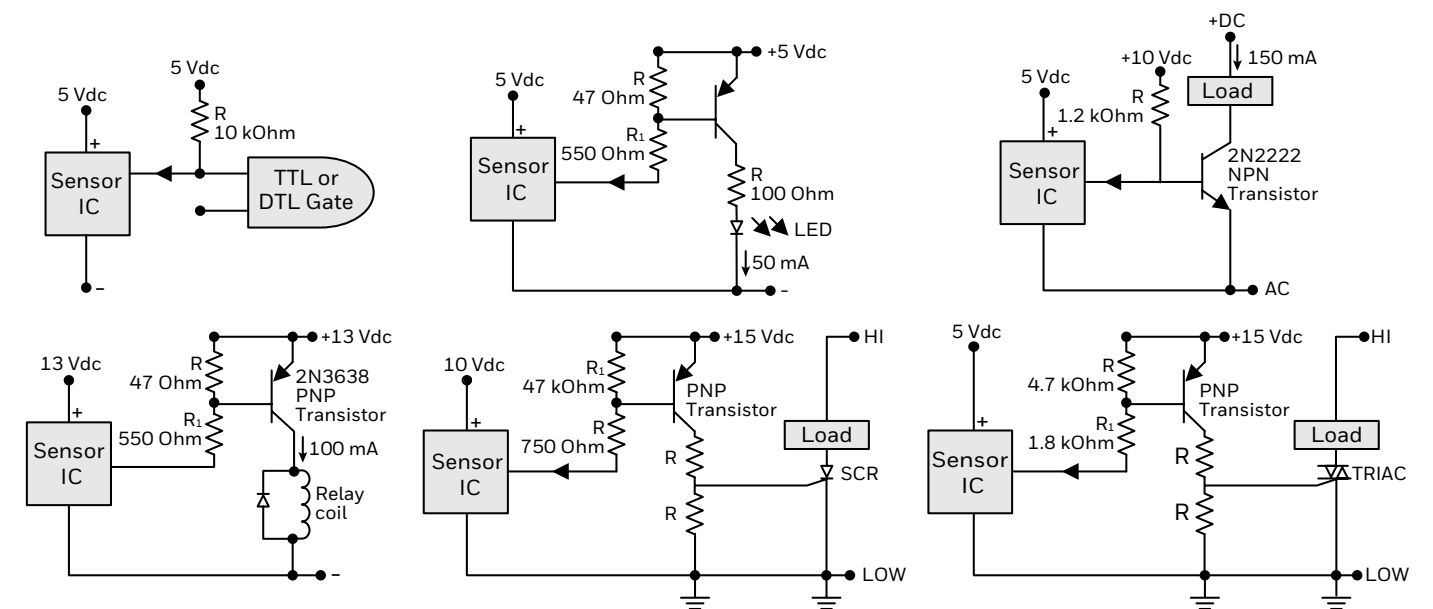 5 Vdc
5 Vdc
R
10 kOhm
+
Sensor
IC
TTL or
DTL Gate
-
+5 Vdc
5 Vdc
R
47 Ohm
+
R1
550 Ohm
Sensor
IC
R
100 Ohm
LED
50 mA
-
+DC
150 mA
+10 Vdc
5 Vdc
Load
R
1.2 kOhm
+
Sensor
IC
2N2222
NPN
Transistor
AC
+13 Vdc
13 Vdc
R
47 Ohm
2N3638
PNP
Transistor
+
R1
550 Ohm
Sensor
IC
100 mA
Relay
coil
-
+15 Vdc
HI
10 Vdc
R1
47 kOhm
PNP
Transistor
+
R
750 Ohm
Load
Sensor
IC
R
SCR
R
LOW
+15 Vdc
HI
5 Vdc
R
4.7 kOhm
PNP
Transistor
+
R1
1.8 kOhm
Load
Sensor
IC
R
TRIAC
R
LOW